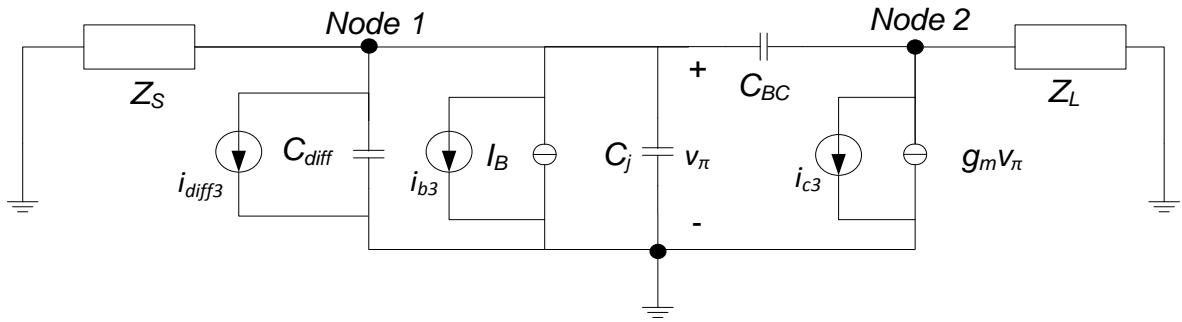 Node 1
Node 2
+
Z_S
C_BC
Z_L
i_diff3
C_diff
i_b3
I_B
C_j
v_π
i_c3
g_m v_π
-